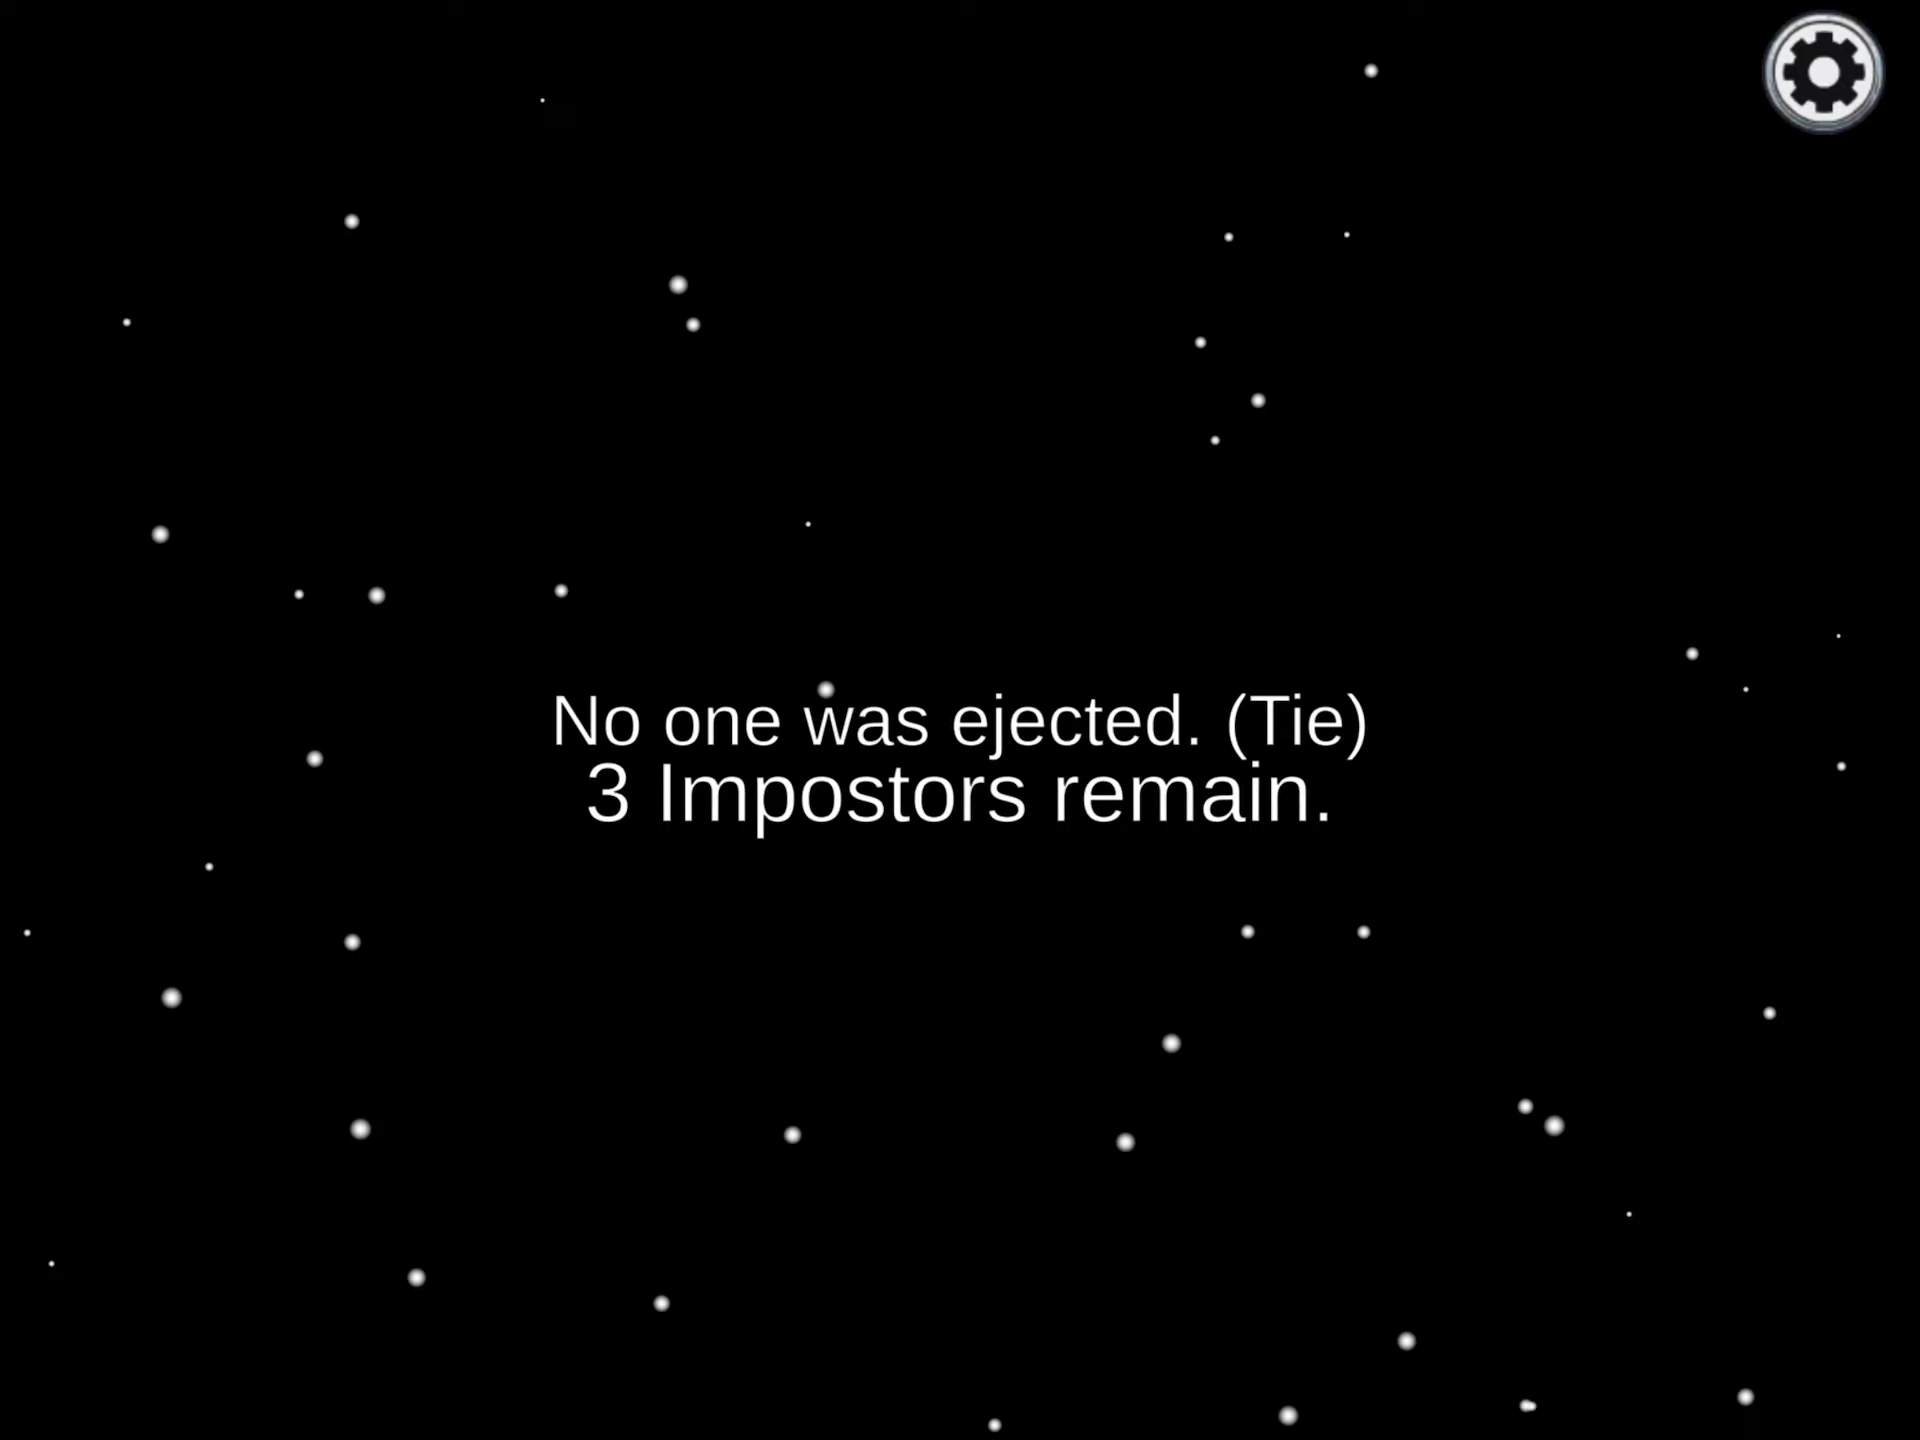 No one was ejected. (Tie)
3 Impostors remain.